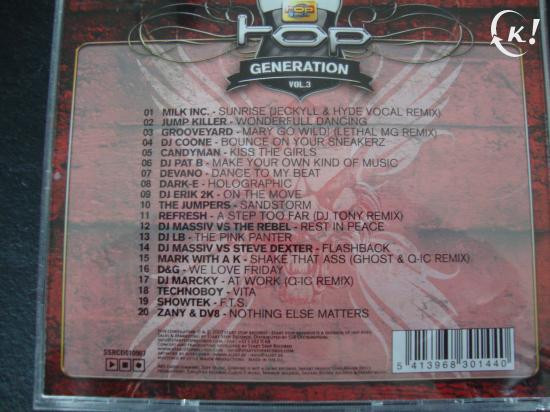 TOP
K!
top
GENERATION
VOL.3
01 MILK INC. - SUNRISE (JECKYLL & HYDE VOCAL REMIX)
02 JUMP KILLER - WONDERFULL DANCING
03 GROOVEYARD - MARY GO WILD! (LETHAL MG REMIX)
04 DJ COONE - BOUNCE ON YOUR SNEAKERZ
05 CANDYMAN - KISS THE GIRLS
06 DJ PAT B - MAKE YOUR OWN KIND OF MUSIC
07 DEVANO - DANCE TO MY BEAT
08 DARK-E - HOLOGRAPHIC
09 DJ ERIK 2K - ON THE MOVE
10 THE JUMPERS - SANDSTORM
11 REFRESH - A STEP TOO FAR (DJ TONY REMIX)
12 DJ MASSIV VS THE REBEL - REST IN PEACE
13 DJ LB - THE PINK PANTER
14 DJ MASSIV VS STEVE DEXTER - FLASHBACK
15 MARK WITH A K - SHAKE THAT ASS (GHOST & Q-IC REMIX)
16 D&G - WE LOVE FRIDAY
17 DJ MARCKY - AT WORK (Q-IC REMIX)
18 TECHNOBOY - VITA
19 SHOWTEK - F.T.S.
20 ZANY & DV8 - NOTHING ELSE MATTERS
5 413968 301440